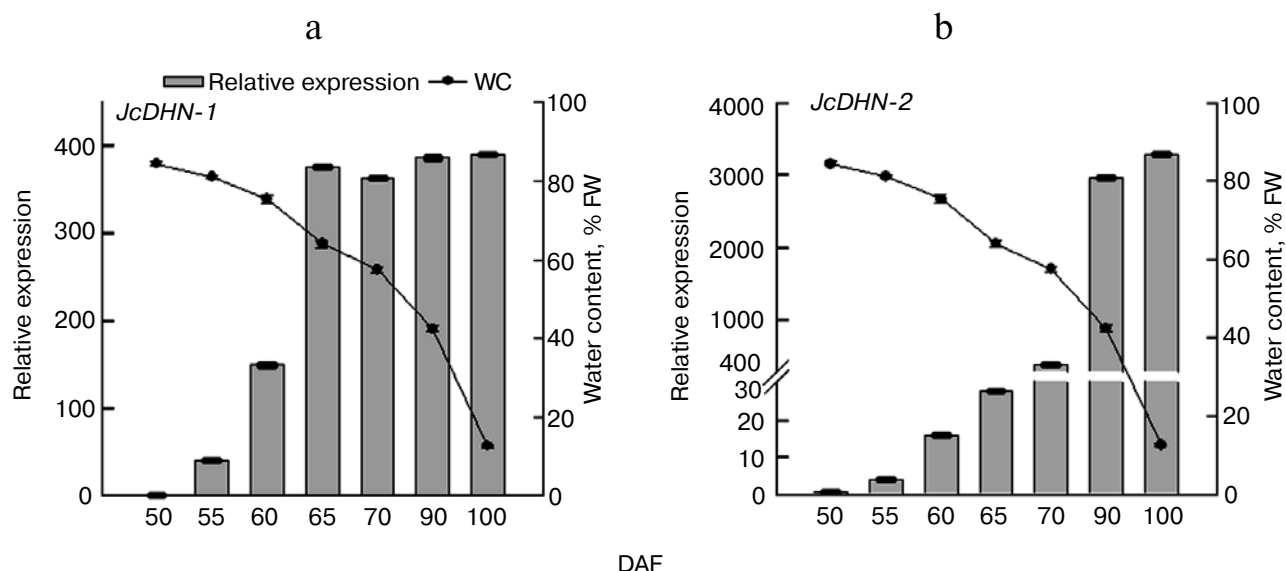 a
b
Relative expression
WC
JcDHN-1
JcDHN-2
Relative expression
400
300
200
100
0
100
80
60
40
20
0
Water content, % FW
50 55 60 65 70 90 100
Relative expression
4000
3000
2000
1000
400
30
20
10
0
100
80
60
40
20
0
Water content, % FW
50 55 60 65 70 90 100
DAF